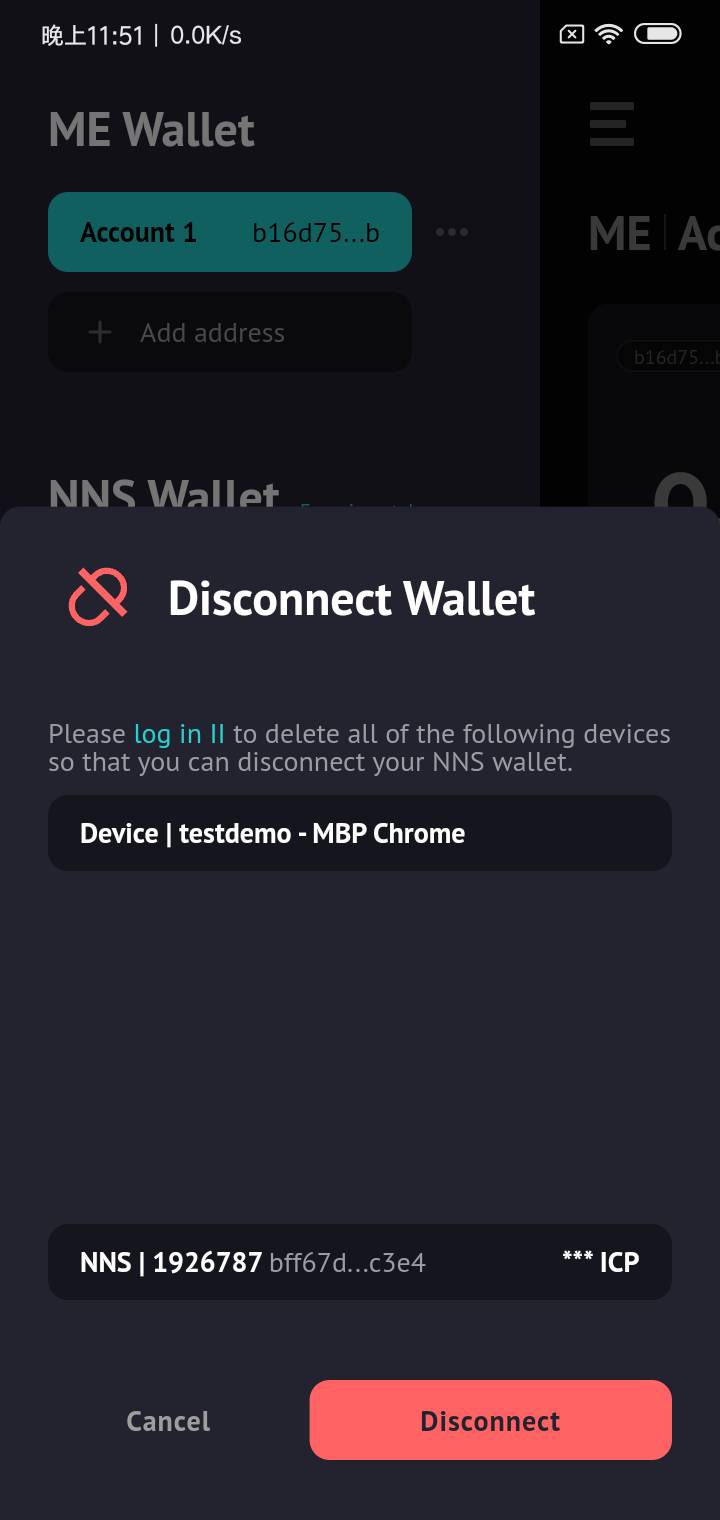 晚上11:51 | 0.0K/s
ME Wallet
Account 1 b16d75...b
Add address
ME | Ac
b16d75...b
NNS Wallet
Disconnect Wallet
Please log in II to delete all of the following devices
so that you can disconnect your NNS wallet.
Device | testdemo - MBP Chrome
NNS | 1926787 bff67d...c3e4 *** ICP
Cancel Disconnect